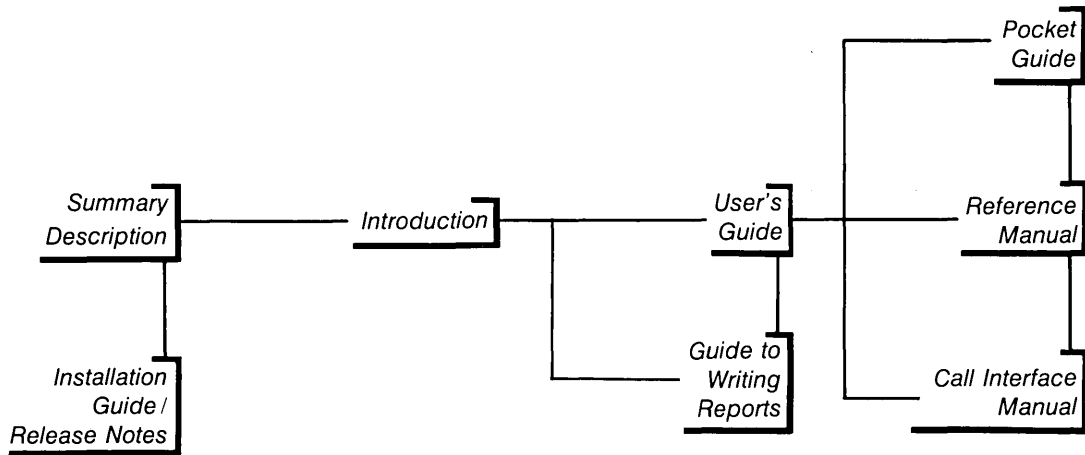 Pocket
Guide
Summary
Description
Introduction
User's
Guide
Reference
Manual
Installation
Guide/
Release Notes
Guide to
Writing
Reports
Call Interface
Manual